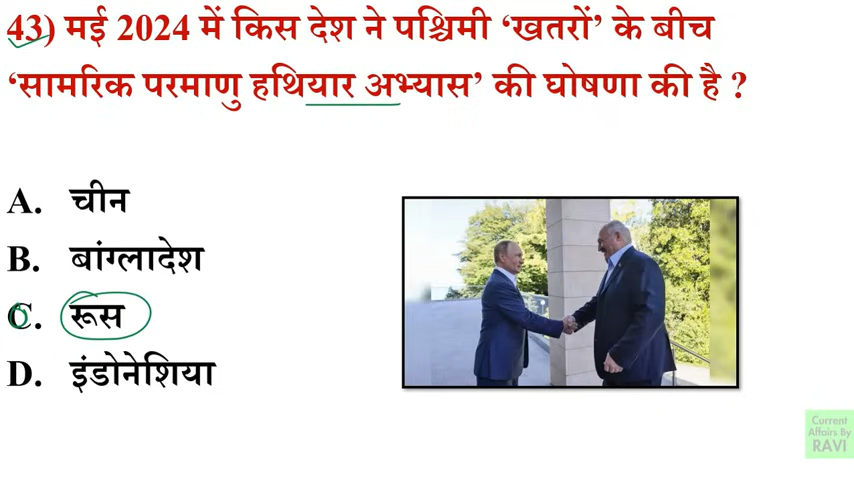 43) मई 2024 में किस देश ने पश्चिमी ‘खतरों’ के बीच
‘सामरिक परमाणु हथियार अभ्यास’ की घोषणा की है ?
A. चीन
B. बांग्लादेश
C. रूस
D. इंडोनेशिया
Current
Affairs By
RAVI